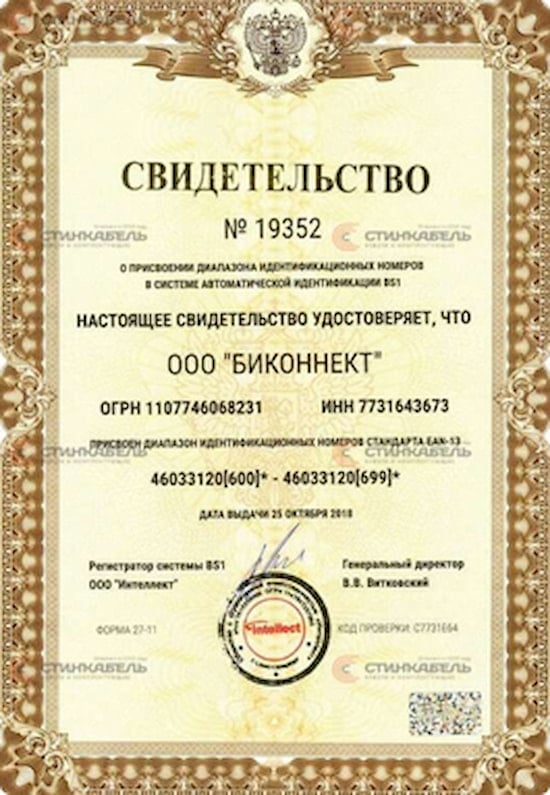 СВИДЕТЕЛЬСТВО
№ 19352
СТИНКАБЕЛЬ СТИНКАБЕЛЬ
О ПРИСВОЕНИИ ДИАПАЗОНА ИДЕНТИФИКАЦИОННЫХ НОМЕРОВ
В СИСТЕМЕ АВТОМАТИЧЕСКОЙ ИДЕНТИФИКАЦИИ BS1
НАСТОЯЩЕЕ СВИДЕТЕЛЬСТВО УДОСТОВЕРЯЕТ, ЧТО
ООО "БИКОННЕКТ"
ОГРН 1107746068231 ИНН 7731643673
ПРИСВОЕН ДИАПАЗОН ИДЕНТИФИКАЦИОННЫХ НОМЕРОВ СТАНДАРТА EAN-13
СТИНКАБЕЛЬ СТИНКАБЕЛЬ
46033120[600]* - 46033120[699]*
ДАТА ВЫДАЧИ 25 ОКТЯБРЯ 2018
Регистратор системы BS1 Генеральный директор
ООО "Интеллект" В.В. Витковский
ФОРМА 27-11 intellect КОД ПРОВЕРКИ: C7731E64
СТИНКАБЕЛЬ СТИНКАБЕЛЬ